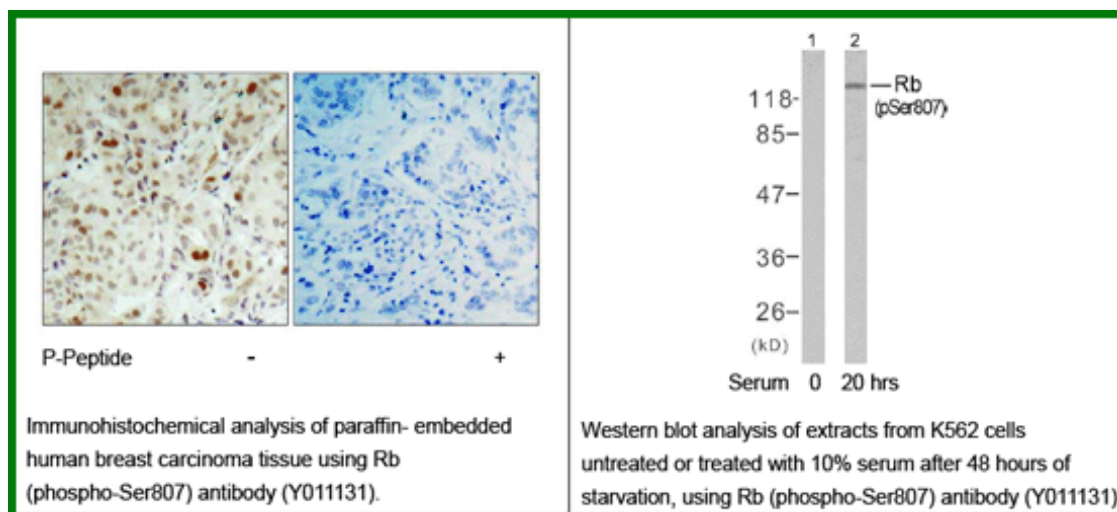 P-Peptide - +
Immunohistochemical analysis of paraffin- embedded
human breast carcinoma tissue using Rb
(phospho-Ser807) antibody (Y011131).
1 2
118-
Rb
(pSer807)
85-
47-
36-
26-
(kD)
Serum 0 20 hrs
Western blot analysis of extracts from K562 cells
untreated or treated with 10% serum after 48 hours of
starvation, using Rb (phospho-Ser807) antibody (Y011131)